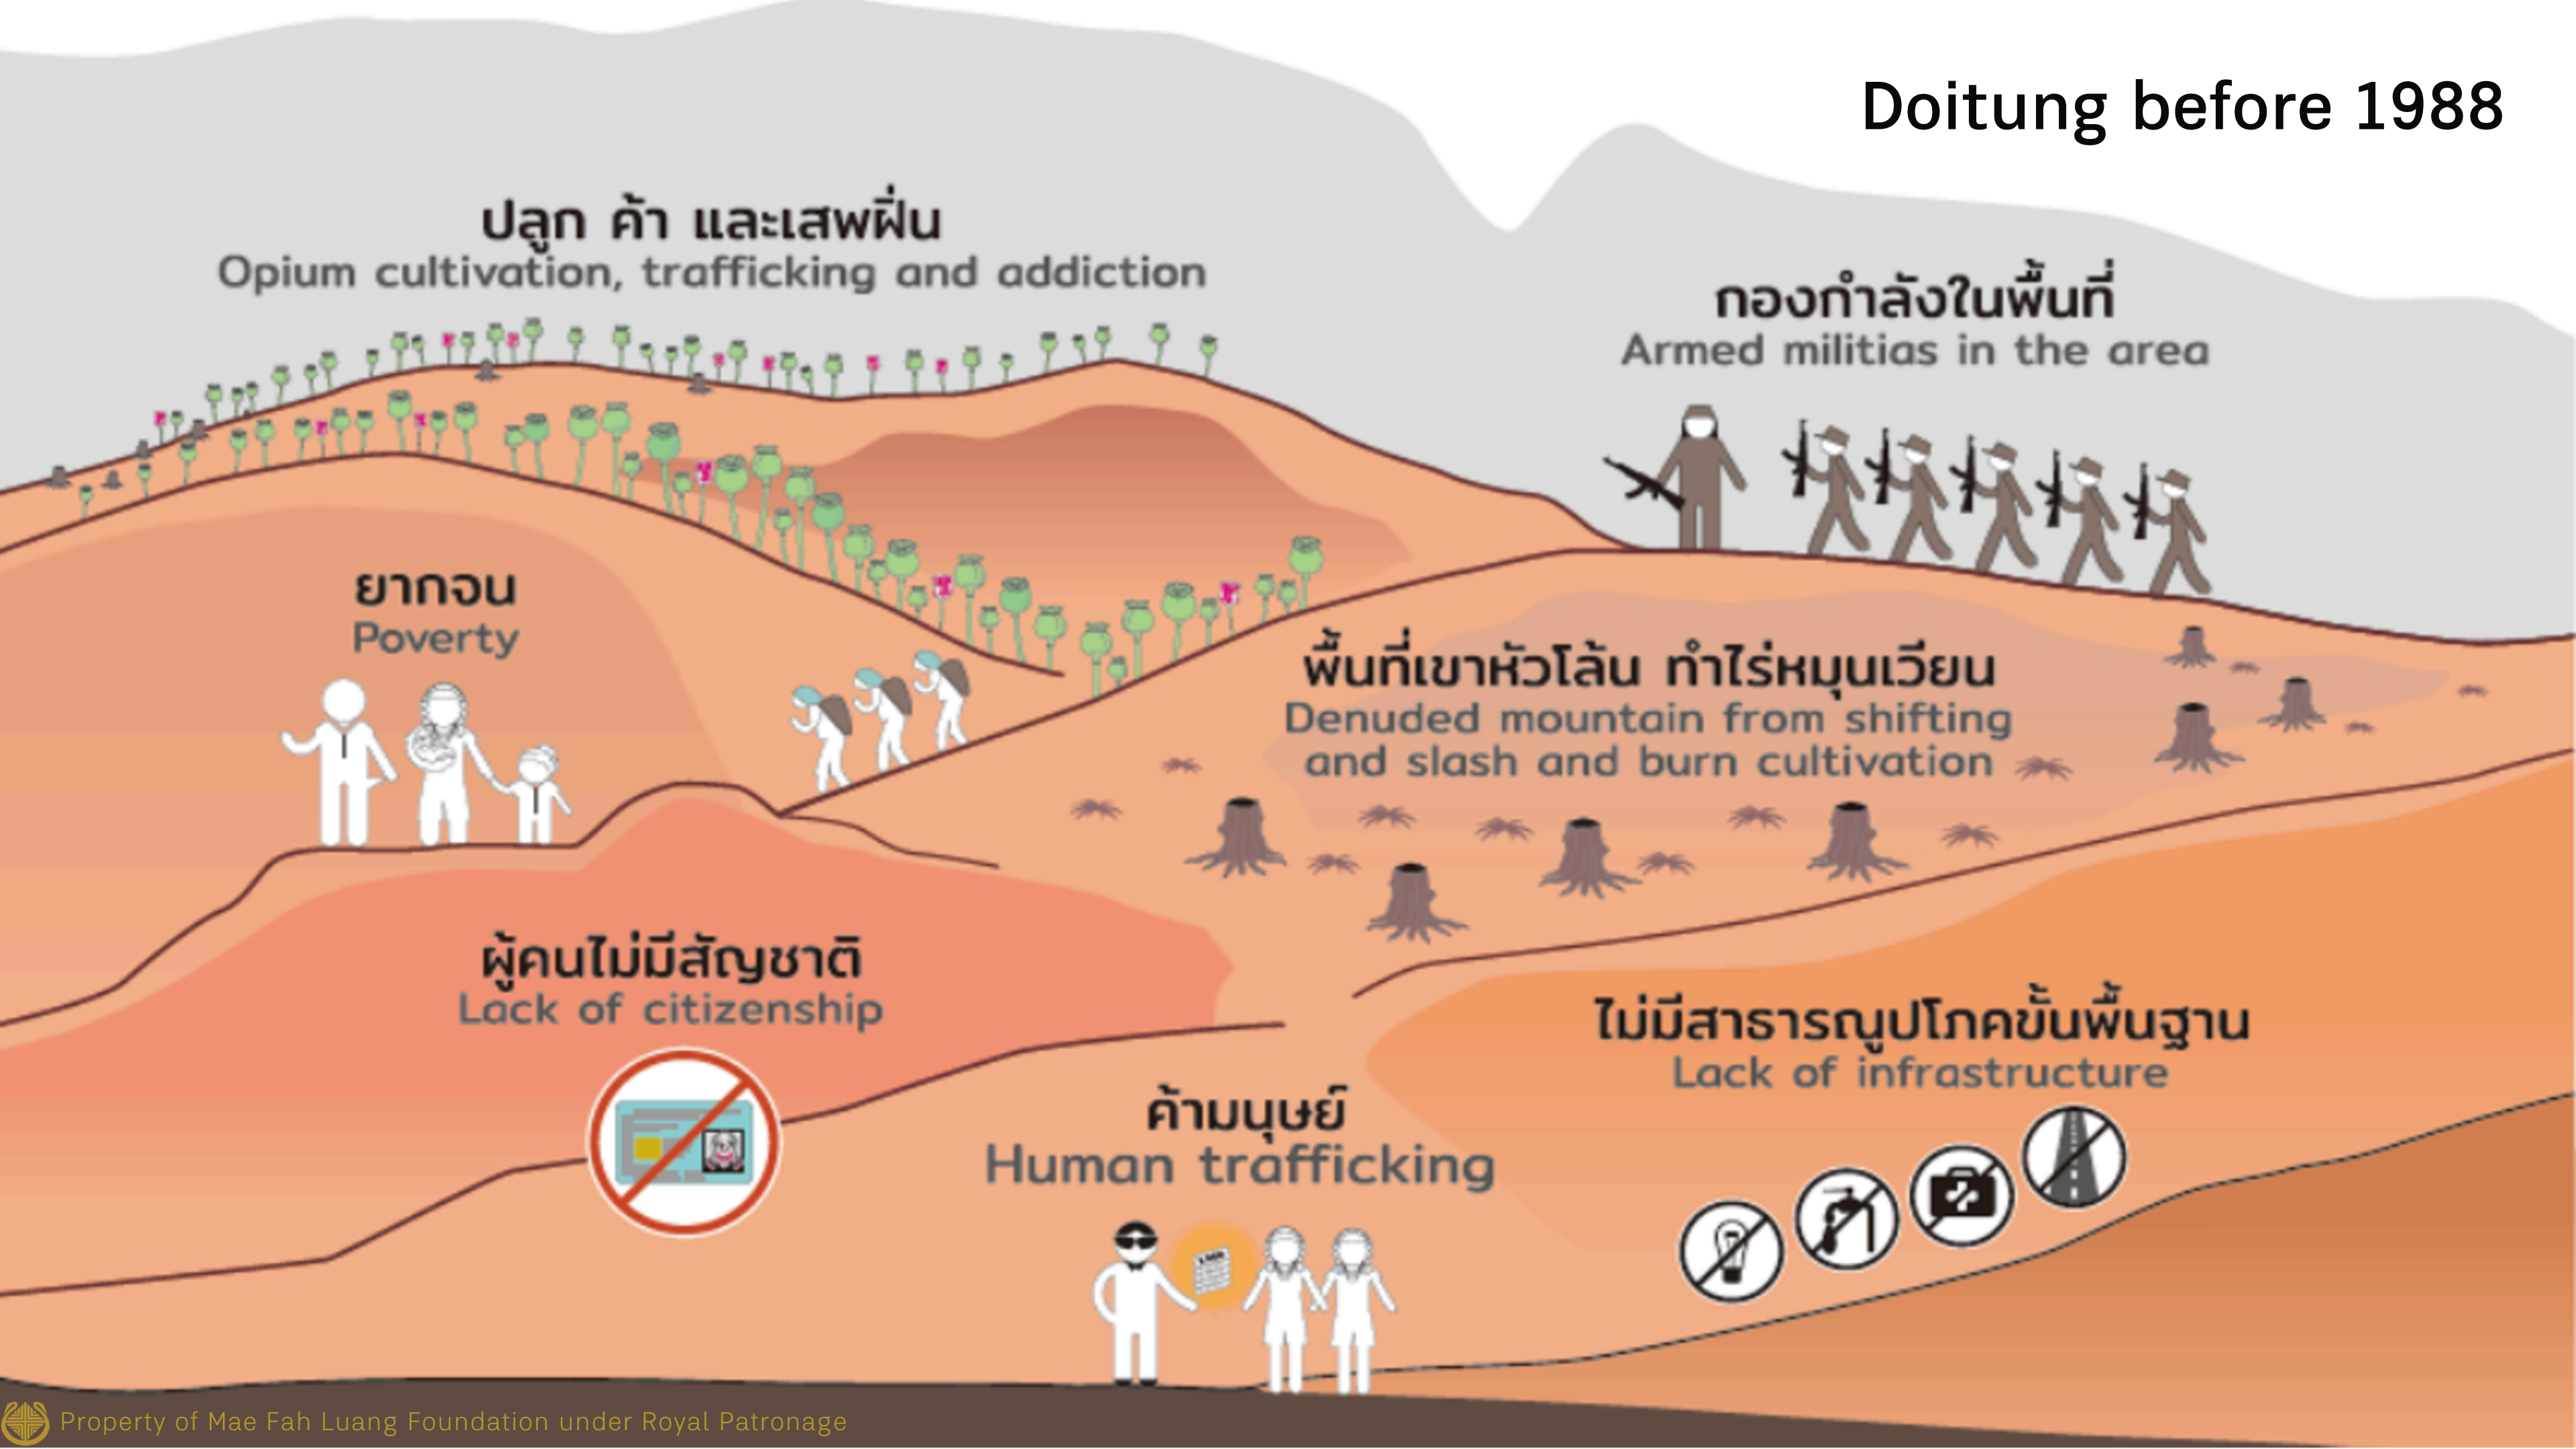 Doitung before 1988
ปลูก ค้า และเสพฝิ่น
Opium cultivation, trafficking and addiction
กองกำลังในพื้นที่
Armed militias in the area
ยากจน
Poverty
พื้นที่เขาหัวโล้น ทำไร่หมุนเวียน
Denuded mountain from shifting
and slash and burn cultivation
ผู้คนไม่มีสัญชาติ
Lack of citizenship
ไม่มีสาธารณูปโภคขั้นพื้นฐาน
Lack of infrastructure
ค้ามนุษย์
Human trafficking
Property of Mae Fah Luang Foundation under Royal Patronage